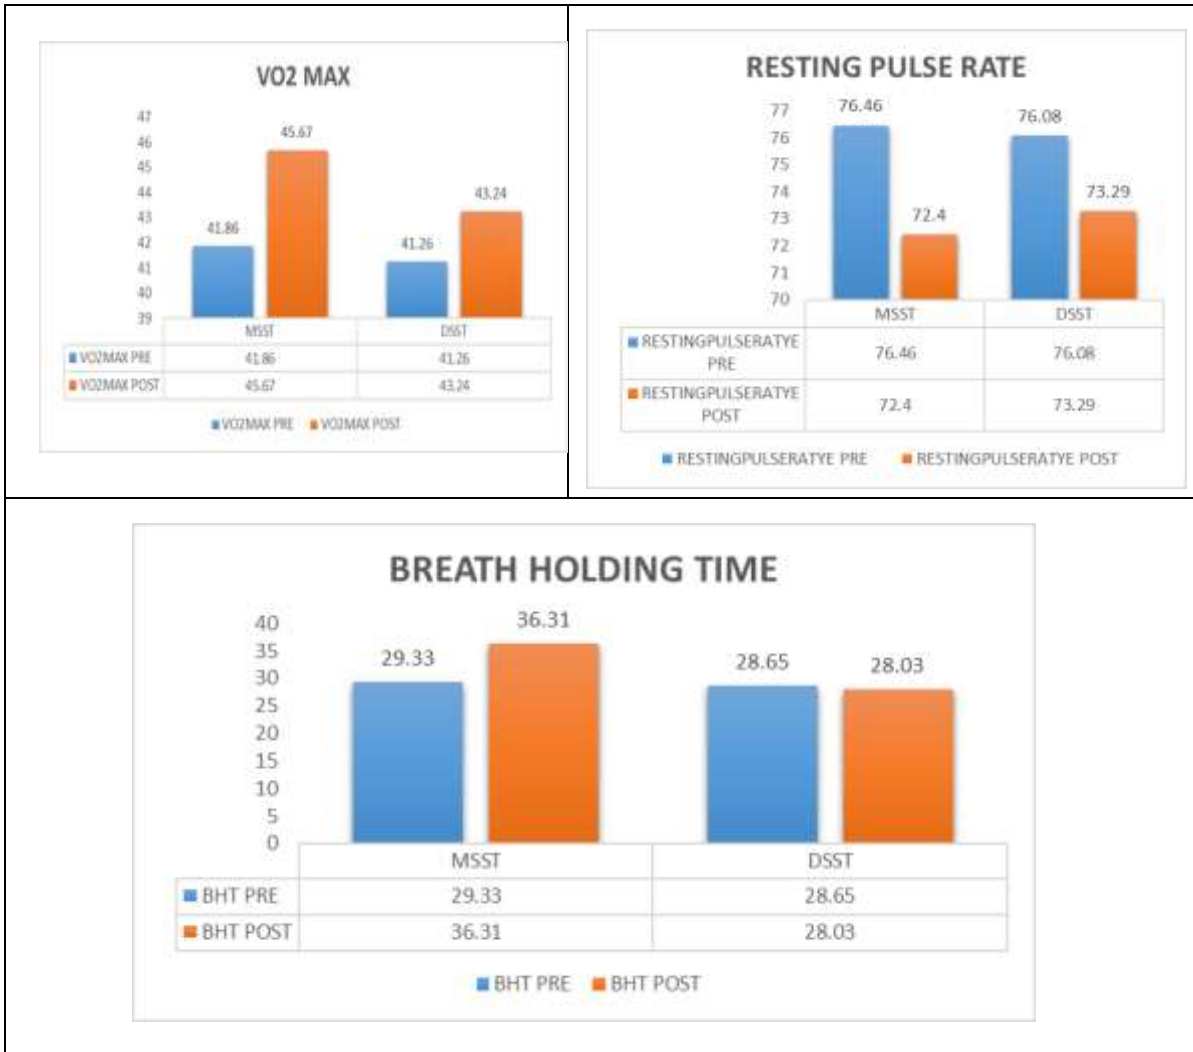 VO2 MAX
47
46
45
44
43
42
41
40
39
41.86
45.67
41.26
43.24
MSST DSST
VO2MAX PRE 41.86 41.26
VO2MAX POST 45.67 43.24
VO2MAX PRE VO2MAX POST
RESTING PULSE RATE
77
76
75
74
73
72
71
70
76.46
72.4
76.08
73.29
MSST DSST
RESTINGPULSERATYE
PRE
76.46 76.08
RESTINGPULSERATYE
POST
72.4 73.29
RESTINGPULSERATYE PRE RESTINGPULSERATYE POST
BREATH HOLDING TIME
40
35
30
25
20
15
10
5
0
29.33
36.31
28.65
28.03
MSST DSST
BHT PRE 29.33 28.65
BHT POST 36.31 28.03
BHT PRE BHT POST